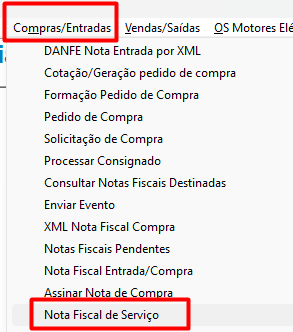 Compras/Entradas Vendas/Saídas OS Motores Elé
DANFE Nota Entrada por XML
Cotação/Geração pedido de compra
Formação Pedido de Compra
Pedido de Compra
Solicitação de Compra
Processar Consignado
Consultar Notas Fiscais Destinadas
Enviar Evento
XML Nota Fiscal Compra
Notas Fiscais Pendentes
Nota Fiscal Entrada/Compra
Assinar Nota de Compra
Nota Fiscal de Serviço